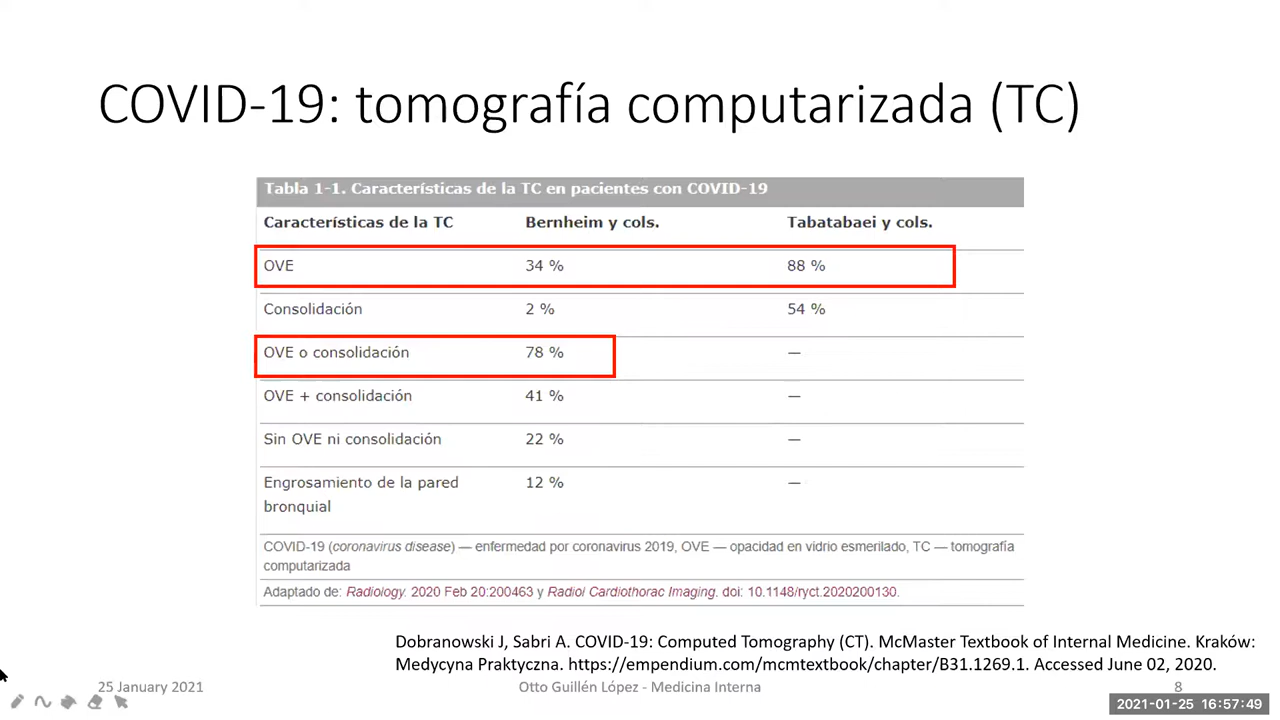 COVID-19: tomografía computarizada (TC)
Tabla 1-1. Características de la TC en pacientes con COVID-19
Características de la TC Bernheim y cols. Tabatabaei y cols.
OVE 34 % 88 %
Consolidación 2 % 54 %
OVE o consolidación 78 % —
OVE + consolidación 41 % —
Sin OVE ni consolidación 22 % —
Engrosamiento de la pared 12 % —
bronquial
COVID-19 (coronavirus disease) — enfermedad por coronavirus 2019, OVE — opacidad en vidrio esmerilado, TC — tomografía
computarizada
Adaptado de: Radiology. 2020 Feb 20:200463 y Radiol Cardiothorac Imaging. doi: 10.1148/ryct.2020200130.
Dobranowski J, Sabri A. COVID-19: Computed Tomography (CT). McMaster Textbook of Internal Medicine. Kraków:
Medycyna Praktyczna. https://empendium.com/mcmtextbook/chapter/B31.1269.1. Accessed June 02, 2020.
25 January 2021 Otto Guillén López - Medicina Interna 8
2021-01-25 16:57:49